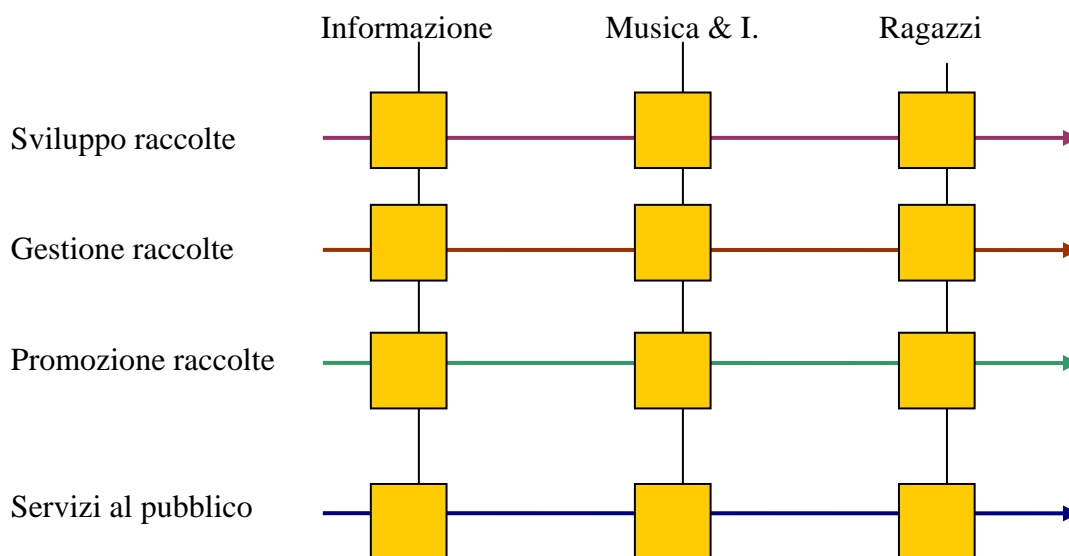 Informazione Musica & I. Ragazzi
Sviluppo raccolte
Gestione raccolte
Promozione raccolte
Servizi al pubblico